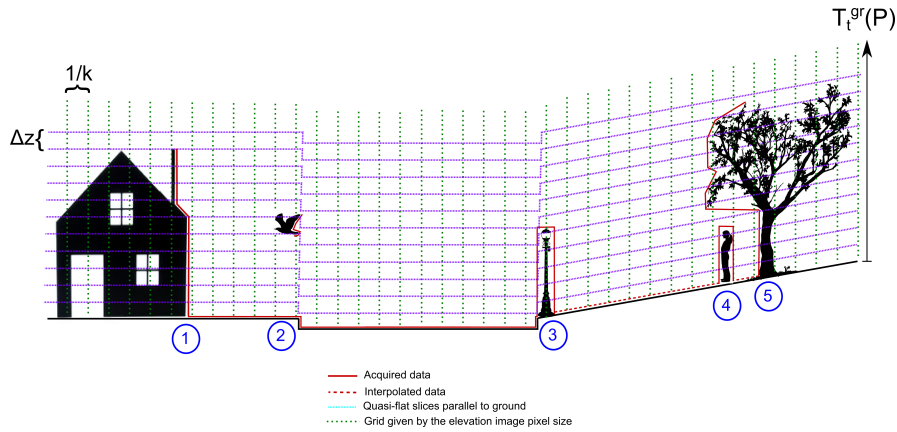 T_t^gr(P)
1/k
Δz
1
2
3
4
5
Acquired data
Interpolated data
Quasi-flat slices parallel to ground
Grid given by the elevation image pixel size